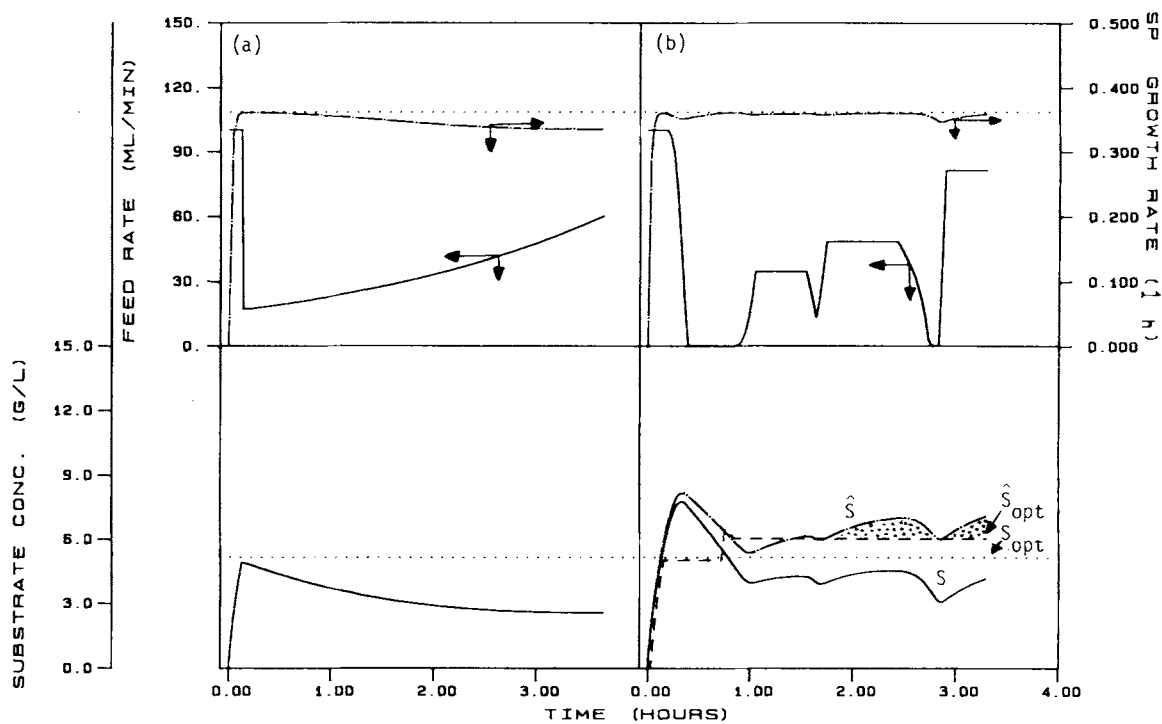 (a)
(b)
150.
120.
90.
60.
30.
0.
FEED RATE (ML/MIN)
0.500
0.400
0.300
0.200
0.100
0.000
SP GROWTH RATE (1 h)
15.0
12.0
9.0
6.0
3.0
0.0
SUBSTRATE CONC. (G/L)
Ŝ
Ŝopt
Sopt
S
0.00 1.00 2.00 3.00
0.00 1.00 2.00 3.00 4.00
TIME (HOURS)